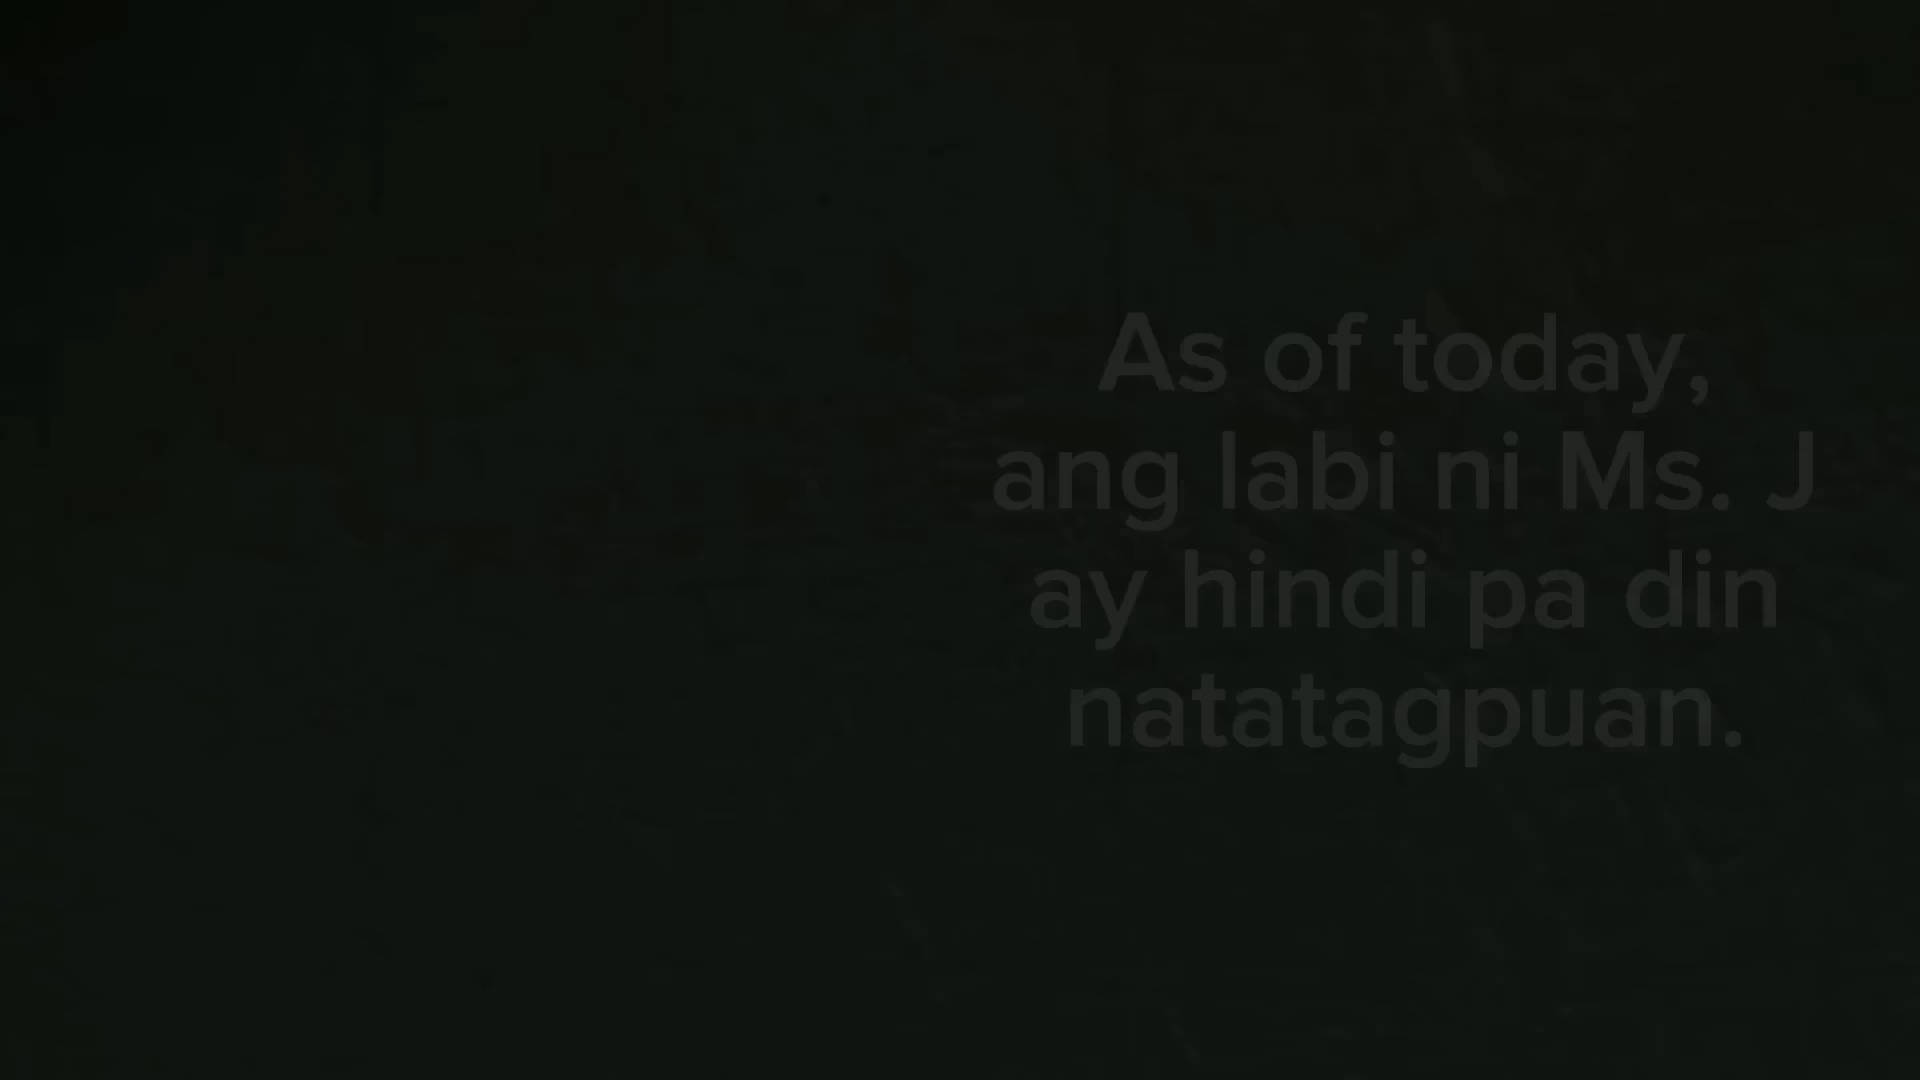 As of today,
ang labi ni Ms. J
ay hindi pa din
natatagpuan.